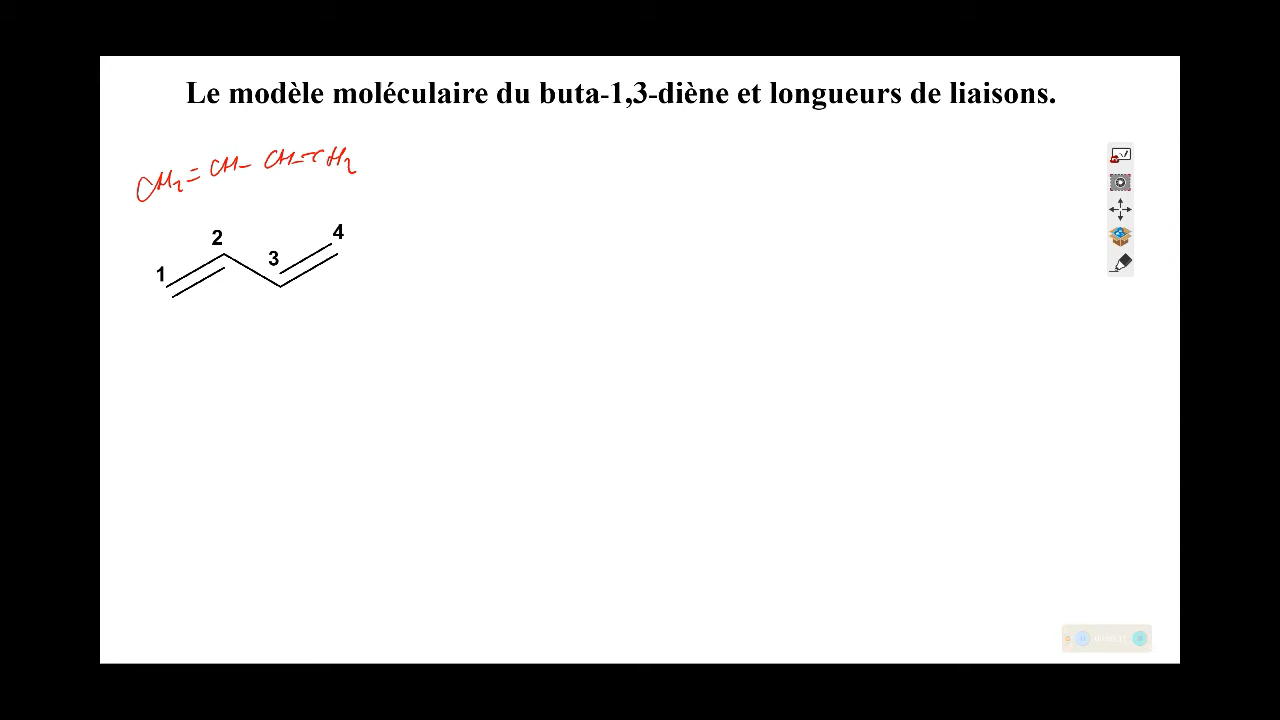 Le modèle moléculaire du buta-1,3-diène et longueurs de liaisons.
CH2=CH-CH=CH2
4
2
3
1